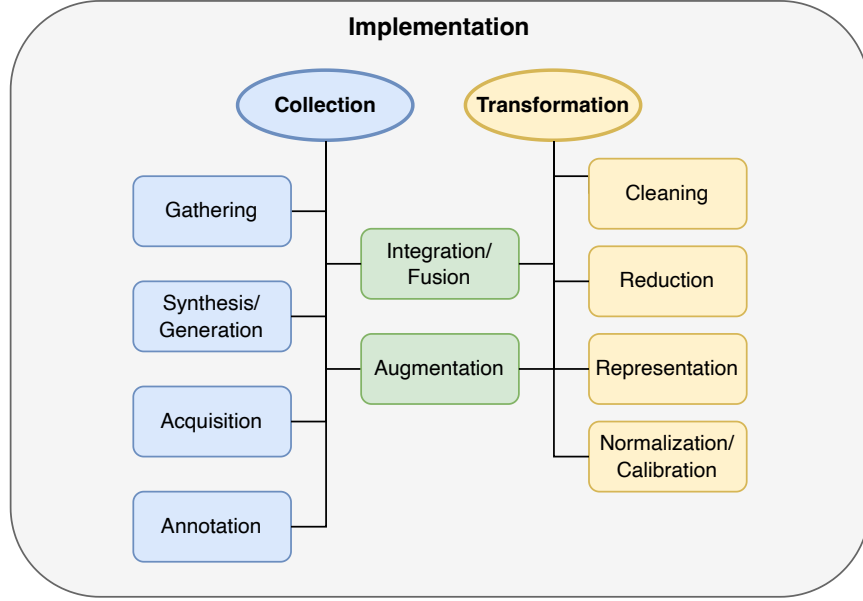 Implementation
Collection
Transformation
Gathering
Synthesis/
Generation
Acquisition
Annotation
Integration/
Fusion
Augmentation
Cleaning
Reduction
Representation
Normalization/
Calibration